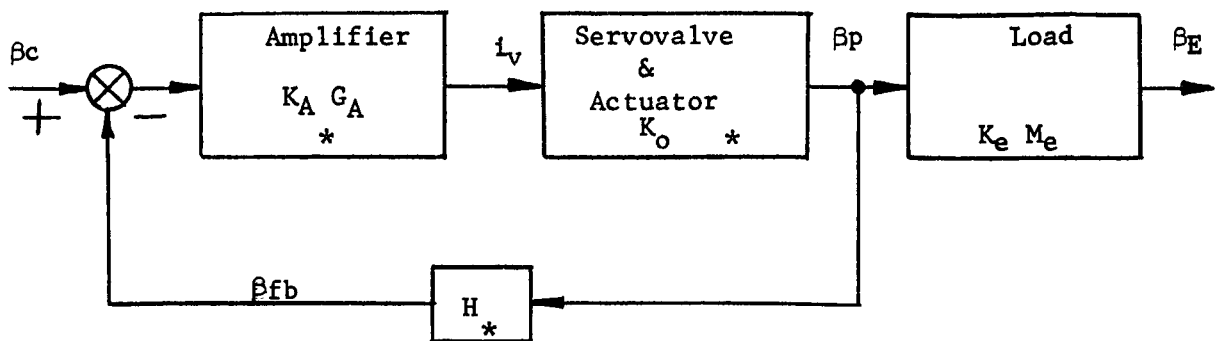 βc
+
−
Amplifier
K_A G_A
*
i_v
Servovalve
&
Actuator
K_o *
βp
Load
K_e M_e
β_E
βfb
H *